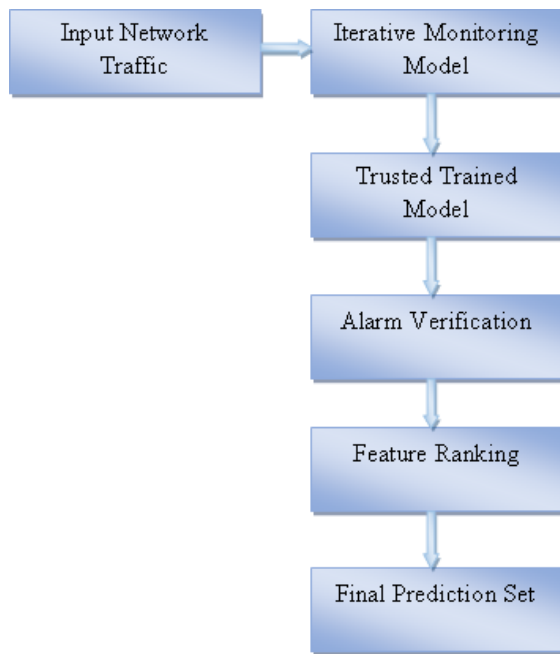 Input Network
Traffic
Iterative Monitoring
Model
Trusted Trained
Model
Alarm Verification
Feature Ranking
Final Prediction Set